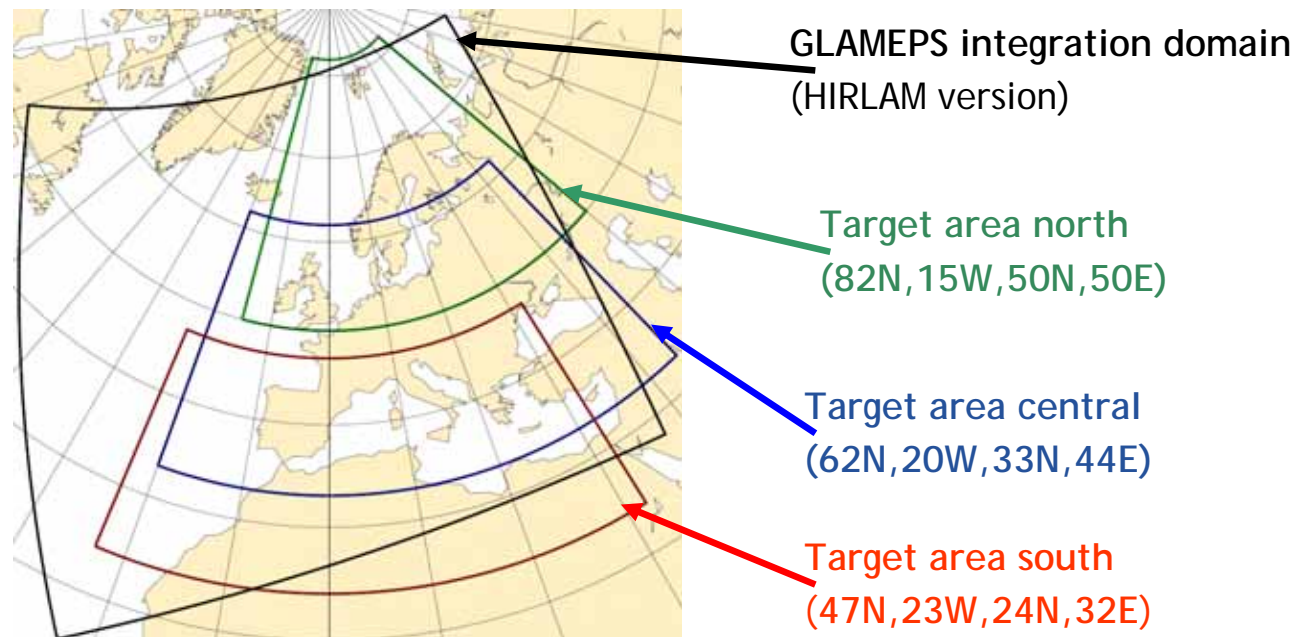 GLAMEPS integration domain
(HIRLAM version)
Target area north
(82N,15W,50N,50E)
Target area central
(62N,20W,33N,44E)
Target area south
(47N,23W,24N,32E)